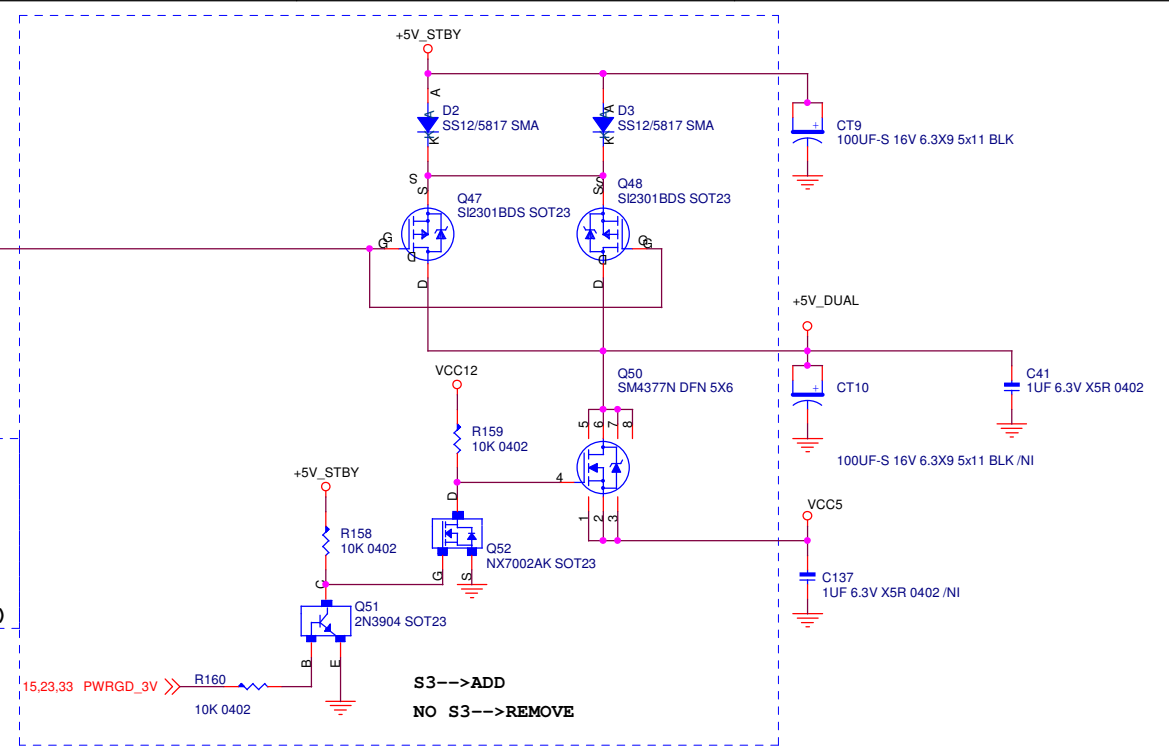 +5V_STBY
A
A
D2
SS12/5817 SMA
K
A
D3
SS12/5817 SMA
K
CT9
100UF-S 16V 6.3X9 5x11 BLK
S
S
Q47
SI2301BDS SOT23
G
G
D
D
S
S
Q48
SI2301BDS SOT23
G
G
D
D
+5V_DUAL
Q50
SM4377N DFN 5X6
CT10
100UF-S 16V 6.3X9 5x11 BLK /NI
C41
1UF 6.3V X5R 0402
VCC12
R159
10K 0402
5
6
7
8
4
1
2
3
+5V_STBY
R158
10K 0402
D
Q52
NX7002AK SOT23
G
S
VCC5
C137
1UF 6.3V X5R 0402 /NI
C
Q51
2N3904 SOT23
B
E
)
15,23,33 PWRGD_3V
R160
10K 0402
S3-->ADD
NO S3-->REMOVE